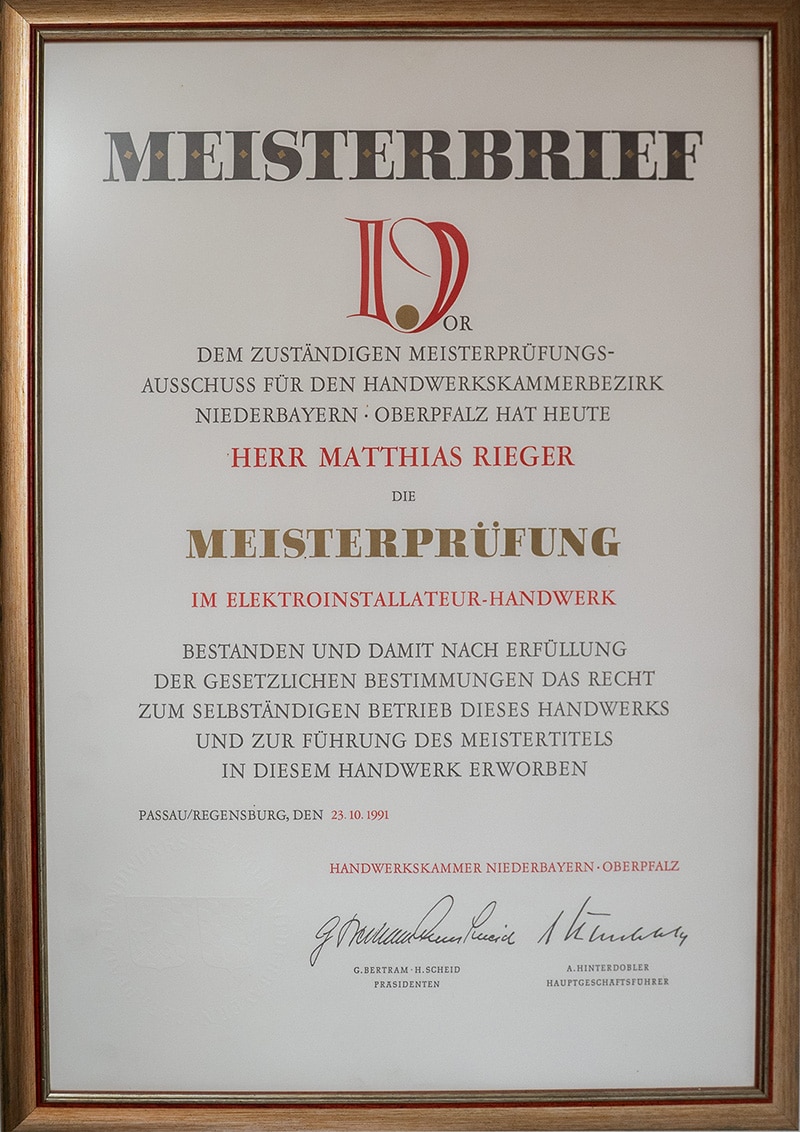 MEISTERBRIEF
VOR
DEM ZUSTÄNDIGEN MEISTERPRÜFUNGS-
AUSSCHUSS FÜR DEN HANDWERKSKAMMERBEZIRK
NIEDERBAYERN · OBERPFALZ HAT HEUTE
HERR MATTHIAS RIEGER
DIE
MEISTERPRÜFUNG
IM ELEKTROINSTALLATEUR-HANDWERK
BESTANDEN UND DAMIT NACH ERFÜLLUNG
DER GESETZLICHEN BESTIMMUNGEN DAS RECHT
ZUM SELBSTÄNDIGEN BETRIEB DIESES HANDWERKS
UND ZUR FÜHRUNG DES MEISTERTITELS
IN DIESEM HANDWERK ERWORBEN
PASSAU/REGENSBURG, DEN 23.10.1991
HANDWERKSKAMMER NIEDERBAYERN · OBERPFALZ
G. BERTRAM · H. SCHEID
PRÄSIDENTEN
A. HINTERDOBLER
HAUPTGESCHÄFTSFÜHRER